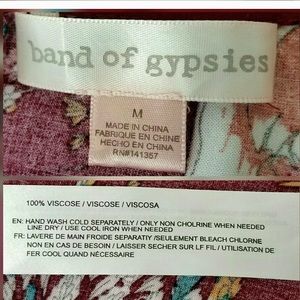 band of gypsies
M
MADE IN CHINA
FABRIQUE EN CHINE
HECHO EN CHINA
RN#141357
100% VISCOSE / VISCOSE / VISCOSA
EN: HAND WASH COLD SEPARATELY / ONLY NON CHOLRINE WHEN NEEDED
LINE DRY / USE COOL IRON WHEN NEEDED
FR: LAVERE DE MAIN FROIDE SEPARATIY /SEULEMENT BLEACH CHLORNE
NON EN CAS DE BESOIN / LAISSER SECHER SUR LF FIL / UTILISATION DE
FER COOL QUAND NÉCESSAIRE